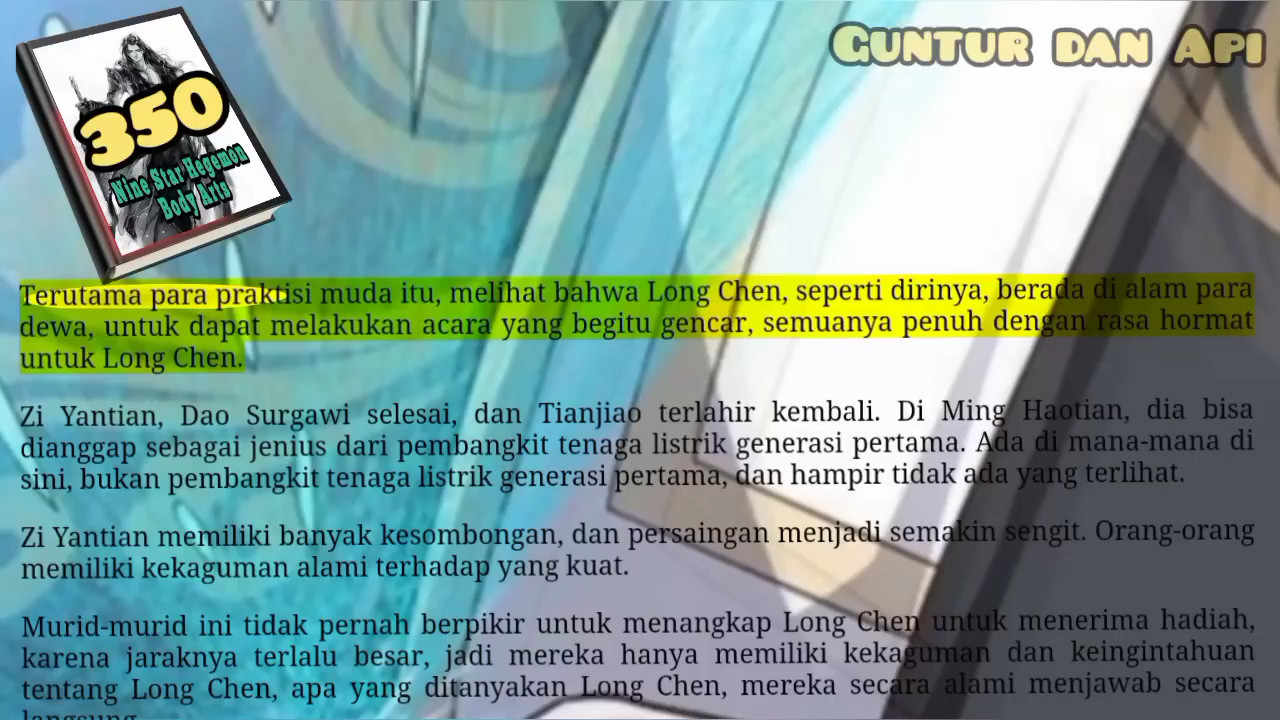 Guntur dan Api
350
Nine Star Hegemon
Body Arts
Terutama para praktisi muda itu, melihat bahwa Long Chen, seperti dirinya, berada di alam para
dewa, untuk dapat melakukan acara yang begitu gencar, semuanya penuh dengan rasa hormat
untuk Long Chen.
Zi Yantian, Dao Surgawi selesai, dan Tianjiao terlahir kembali. Di Ming Haotian, dia bisa
dianggap sebagai jenius dari pembangkit tenaga listrik generasi pertama. Ada di mana-mana di
sini, bukan pembangkit tenaga listrik generasi pertama, dan hampir tidak ada yang terlihat.
Zi Yantian memiliki banyak kesombongan, dan persaingan menjadi semakin sengit. Orang-orang
memiliki kekaguman alami terhadap yang kuat.
Murid-murid ini tidak pernah berpikir untuk menangkap Long Chen untuk menerima hadiah,
karena jaraknya terlalu besar, jadi mereka hanya memiliki kekaguman dan keingintahuan
tentang Long Chen, apa yang ditanyakan Long Chen, mereka secara alami menjawab secara
langsung.